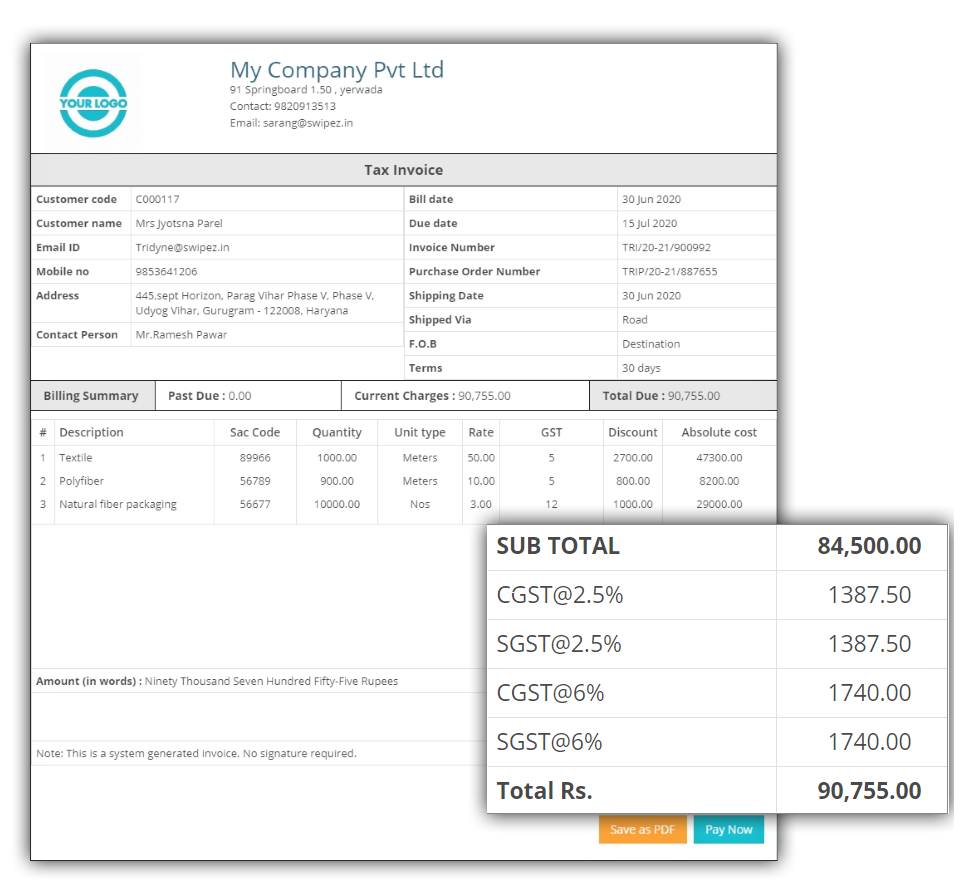 YOUR LOGO
My Company Pvt Ltd
91 Springboard 1.50 , yerwada
Contact: 9820913513
Email: sarang@swipez.in
Tax Invoice
Customer code C000117
Customer name Mrs Jyotsna Parel
Email ID Tridyne@swipez.in
Mobile no 9853641206
Address 445,sept Horizon, Parag Vihar Phase V, Phase V,
Udyog Vihar, Gurugram - 122008, Haryana
Contact Person Mr.Ramesh Pawar
Bill date 30 Jun 2020
Due date 15 Jul 2020
Invoice Number TRI/20-21/900992
Purchase Order Number TRIP/20-21/887655
Shipping Date 30 Jun 2020
Shipped Via Road
F.O.B Destination
Terms 30 days
Billing Summary Past Due : 0.00 Current Charges : 90,755.00 Total Due : 90,755.00
# Description Sac Code Quantity Unit type Rate GST Discount Absolute cost
1 Textile 89966 1000.00 Meters 50.00 5 2700.00 47300.00
2 Polyfiber 56789 900.00 Meters 10.00 5 800.00 8200.00
3 Natural fiber packaging 56677 10000.00 Nos 3.00 12 1000.00 29000.00
SUB TOTAL 84,500.00
CGST@2.5% 1387.50
SGST@2.5% 1387.50
CGST@6% 1740.00
SGST@6% 1740.00
Total Rs. 90,755.00
Amount (in words) : Ninety Thousand Seven Hundred Fifty-Five Rupees
Note: This is a system generated invoice. No signature required.
Save as PDF Pay Now